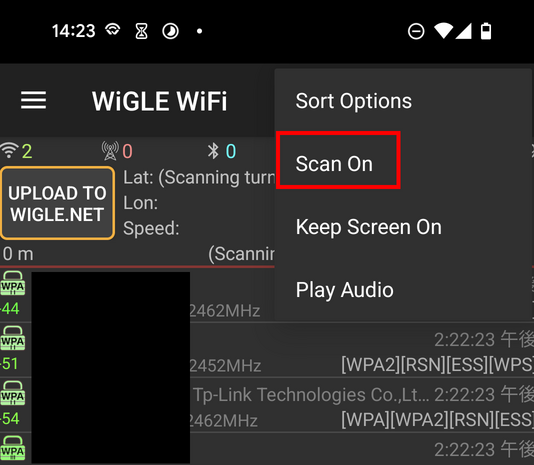 14:23
WiGLE WiFi
Sort Options
2 0 0
Scan On
UPLOAD TO
WIGLE.NET
Lat: (Scanning turn
Lon:
Speed:
Keep Screen On
0 m (Scannin
Play Audio
WPA
-44 2462MHz
2:22:23 午後
WPA
-51 2452MHz [WPA2][RSN][ESS][WPS]
Tp-Link Technologies Co.,Lt... 2:22:23 午後
WPA
-54 2462MHz [WPA][WPA2][RSN][ESS]
2:22:23 午後
WPA